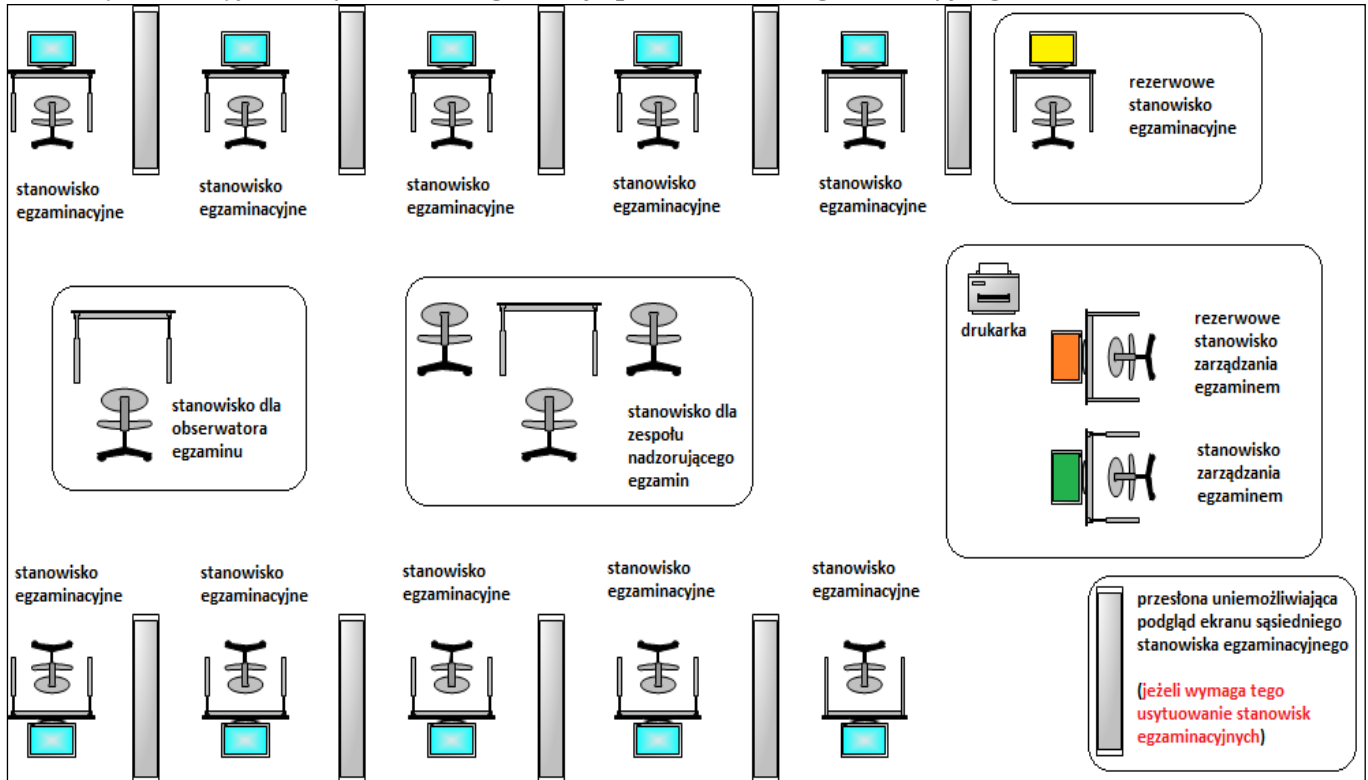 stanowisko
egzaminacyjne
stanowisko
egzaminacyjne
stanowisko
egzaminacyjne
stanowisko
egzaminacyjne
stanowisko
egzaminacyjne
rezerwowe
stanowisko
egzaminacyjne
stanowisko dla
obserwatora
egzaminu
stanowisko dla
zespołu
nadzorującego
egzamin
drukarka
rezerwowe
stanowisko
zarządzania
egzaminem
stanowisko
zarządzania
egzaminem
stanowisko
egzaminacyjne
stanowisko
egzaminacyjne
stanowisko
egzaminacyjne
stanowisko
egzaminacyjne
stanowisko
egzaminacyjne
przesłona uniemożliwiająca
podgląd ekranu sąsiedniego
stanowiska egzaminacyjnego
(jeżeli wymaga tego
usytuowanie stanowisk
egzaminacyjnych)